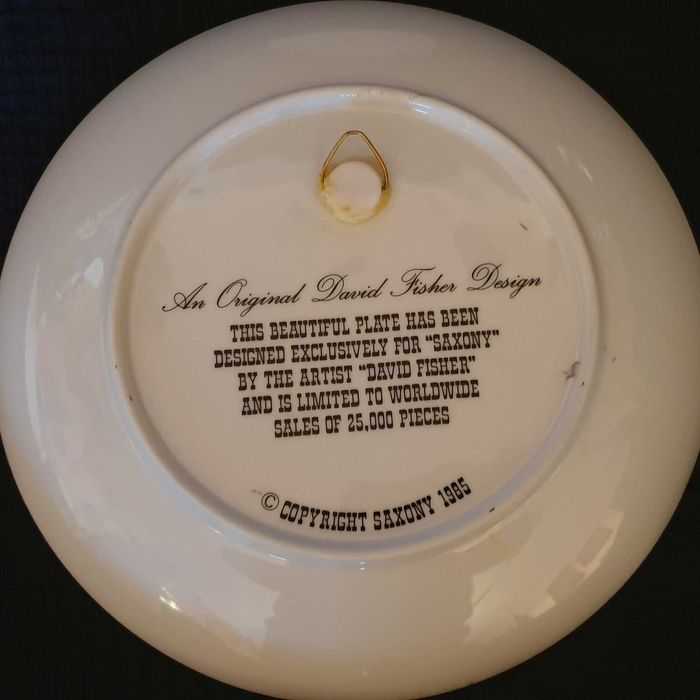 An Original David Fisher Design
THIS BEAUTIFUL PLATE HAS BEEN
DESIGNED EXCLUSIVELY FOR "SAXONY"
BY THE ARTIST "DAVID FISHER"
AND IS LIMITED TO WORLDWIDE
SALES OF 25,000 PIECES
© COPYRIGHT SAXONY 1985